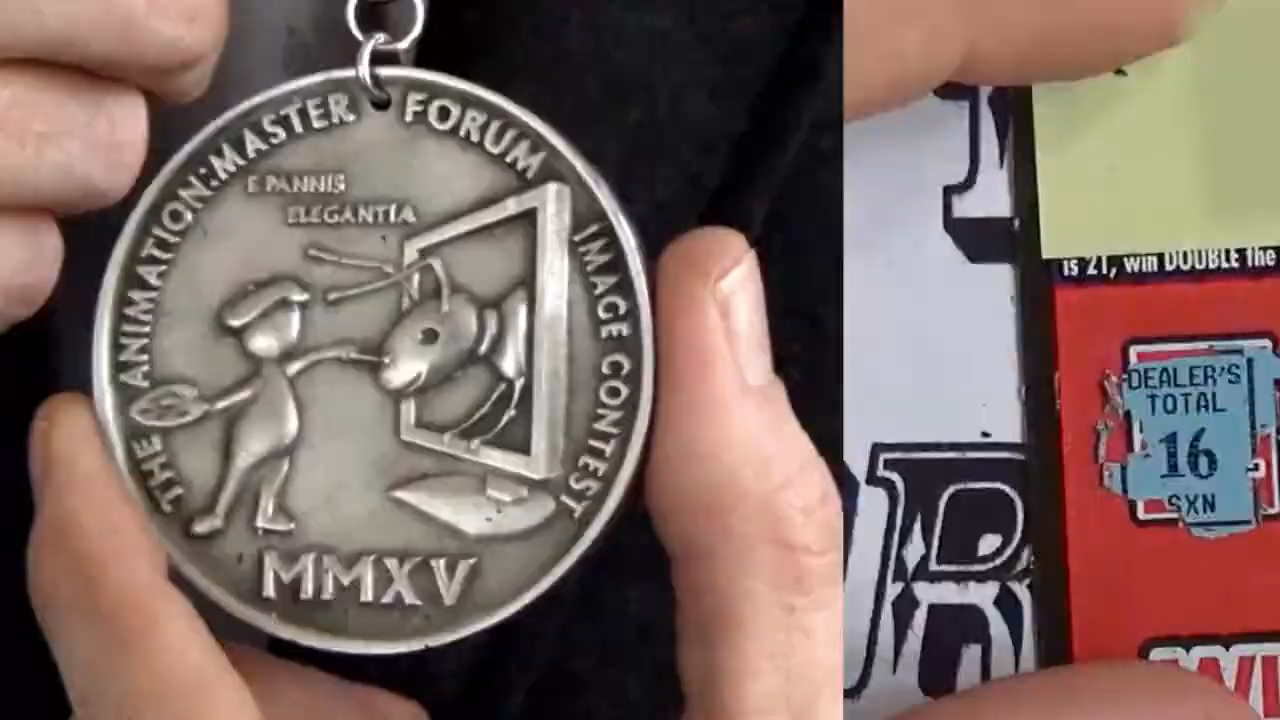 THE ANIMATION:MASTER FORUM IMAGE CONTEST
E PANNIS
ELEGANTIA
MMXV
is 21, win DOUBLE the
DEALER'S
TOTAL
16
SXN